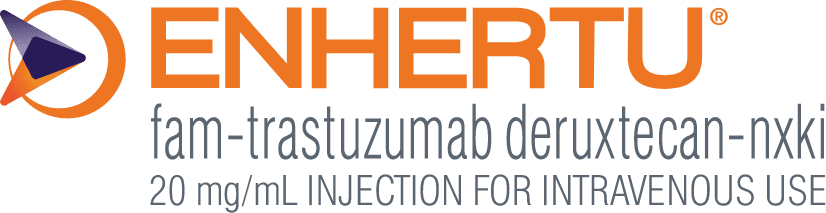 ENHERTU®
fam-trastuzumab deruxtecan-nxki
20 mg/mL INJECTION FOR INTRAVENOUS USE